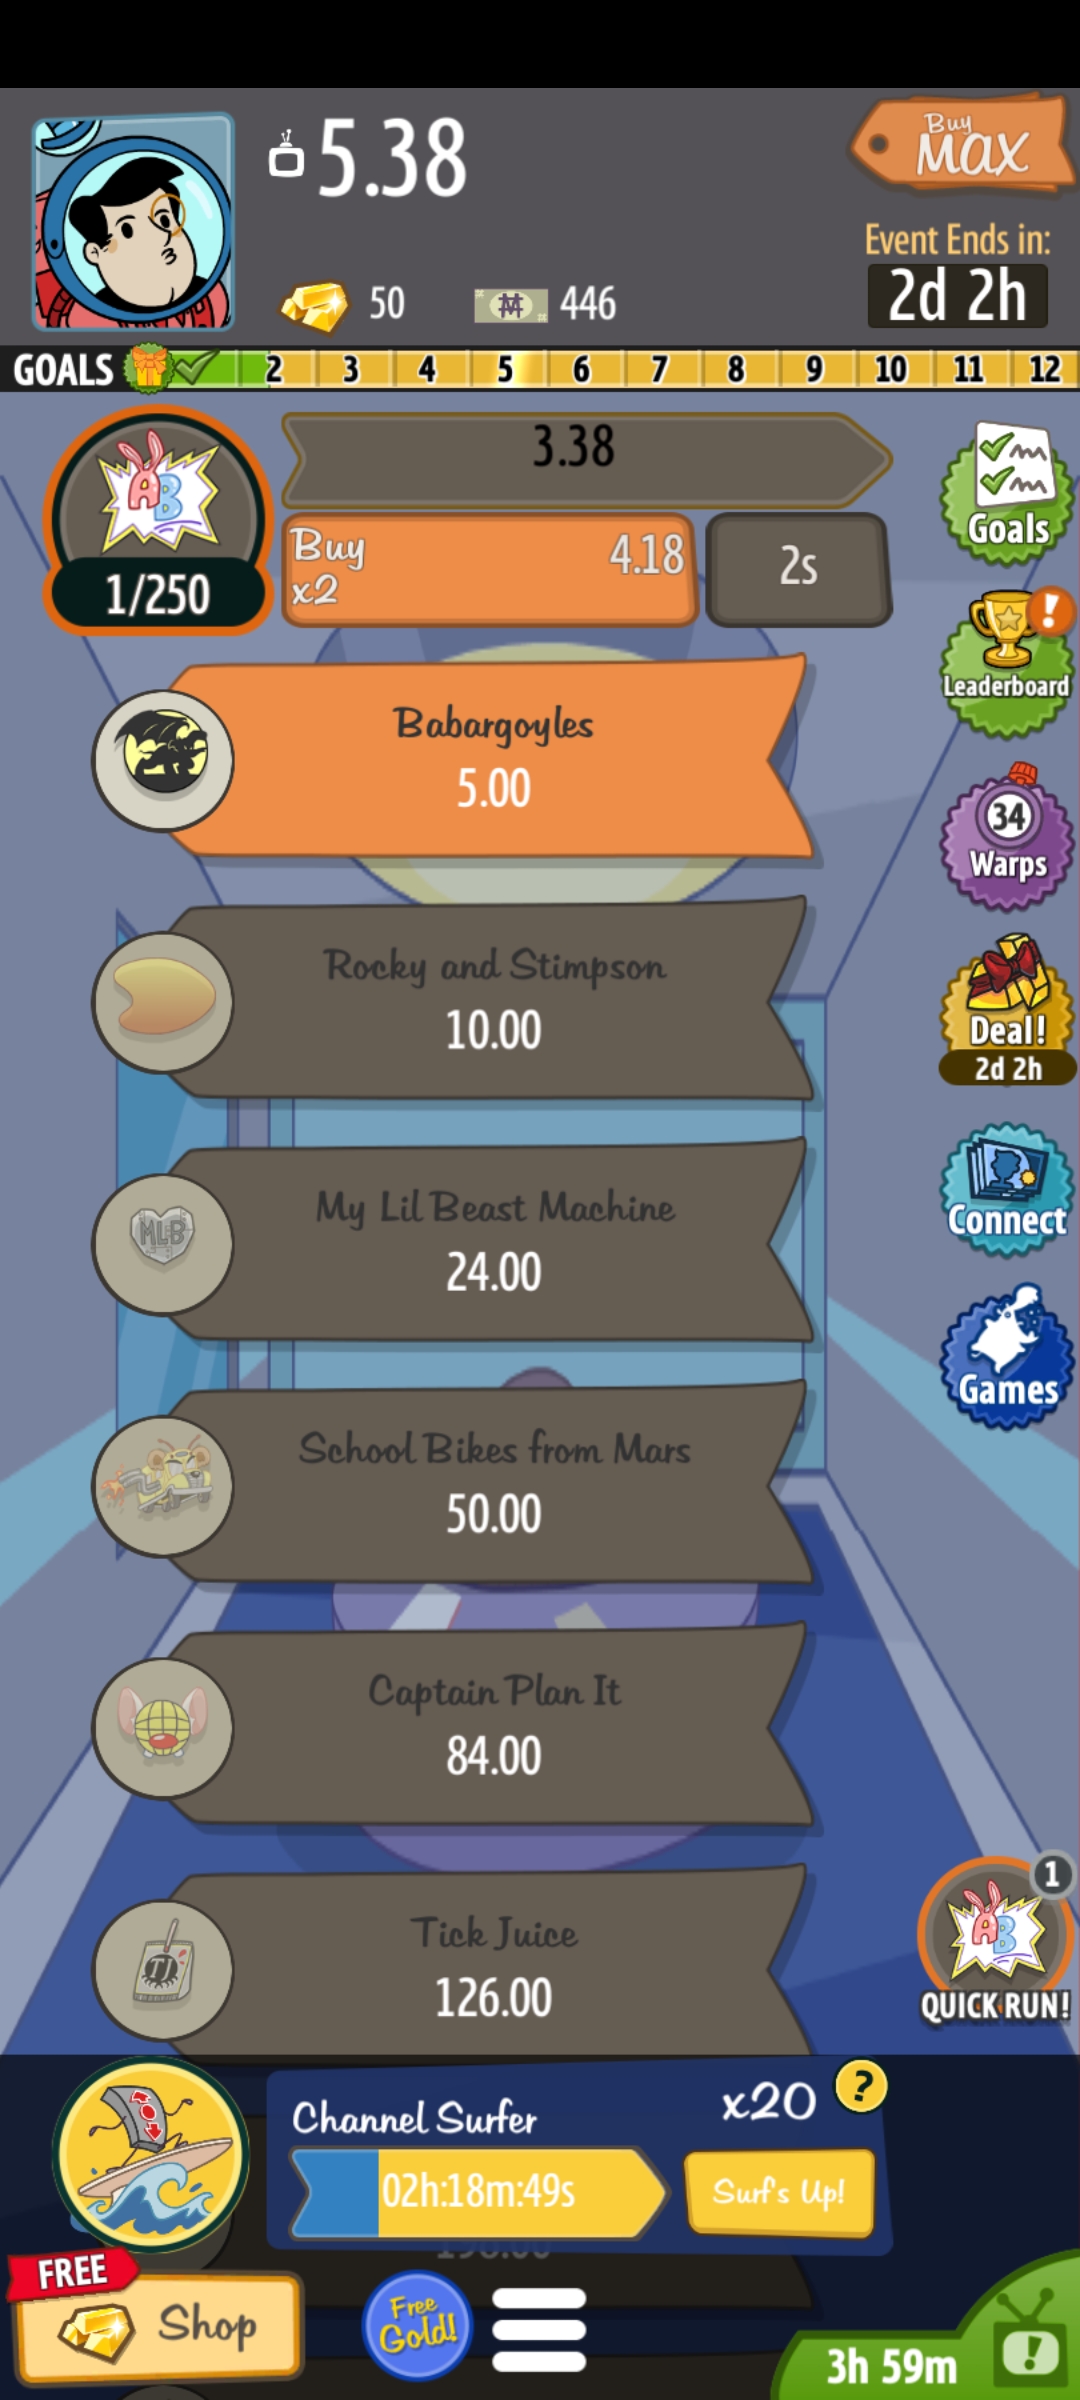 5.38
Buy
MAX
50
446
Event Ends in:
2d 2h
GOALS 2 3 4 5 6 7 8 9 10 11 12
AB
1/250
3.38
Buy
x2
4.18
2s
Goals
!
Leaderboard
Babargoyles
5.00
34
Warps
Rocky and Stimpson
10.00
Deal!
2d 2h
MLB
My Lil Beast Machine
24.00
Connect
Games
School Bikes from Mars
50.00
Captain Plan It
84.00
TJ
Tick Juice
126.00
1
AB
QUICK RUN!
Channel Surfer
x20
?
02h:18m:49s
Surf's Up!
FREE
Shop
Free
Gold!
3h 59m
!